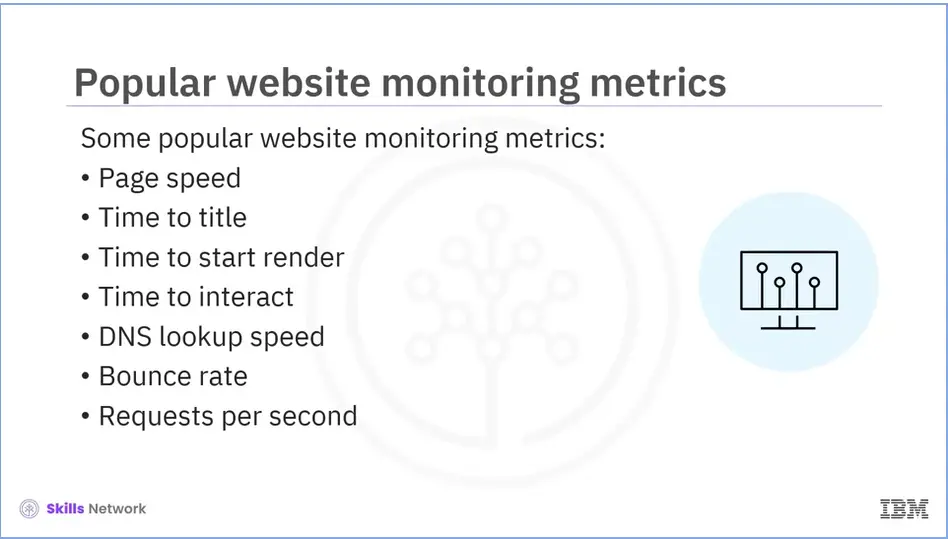 Popular website monitoring metrics
Some popular website monitoring metrics:
• Page speed
• Time to title
• Time to start render
• Time to interact
• DNS lookup speed
• Bounce rate
• Requests per second
Skills Network
IBM